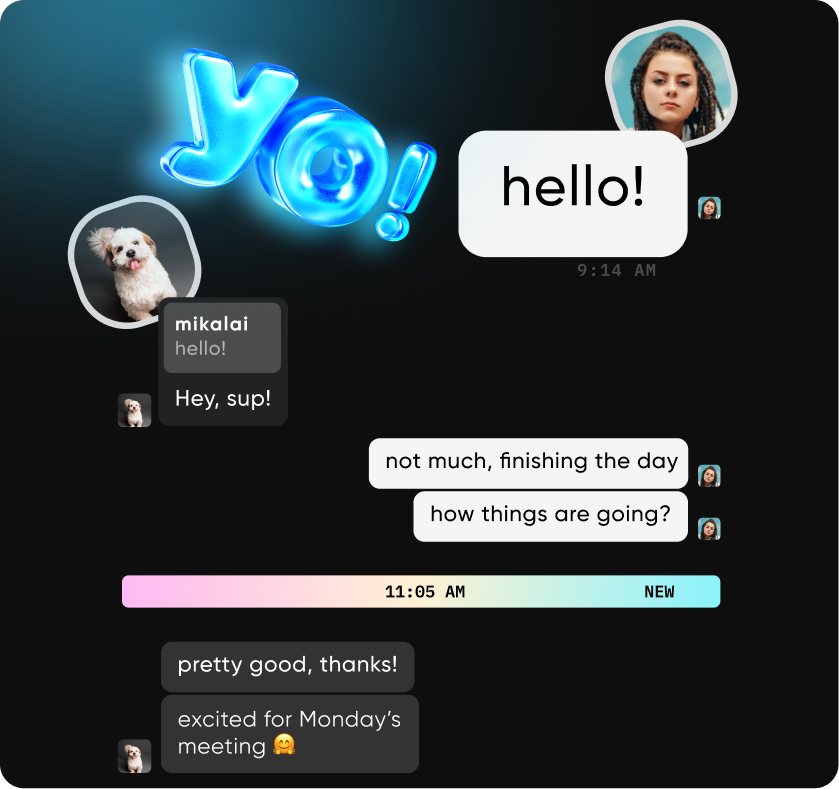 yo!
hello!
9:14 AM
mikalai
hello!
Hey, sup!
not much, finishing the day
how things are going?
11:05 AM NEW
pretty good, thanks!
excited for Monday’s
meeting 🤗